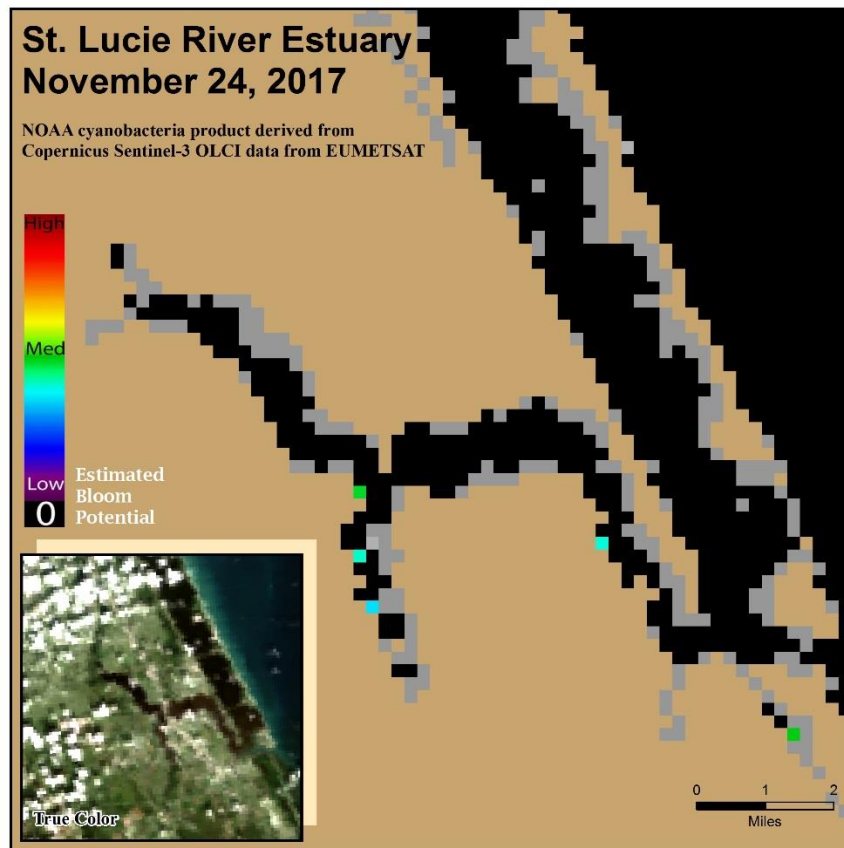 St. Lucie River Estuary
November 24, 2017
NOAA cyanobacteria product derived from
Copernicus Sentinel-3 OLCI data from EUMETSAT
High
Med
Low
0
Estimated
Bloom
Potential
True Color
0 1 2
Miles